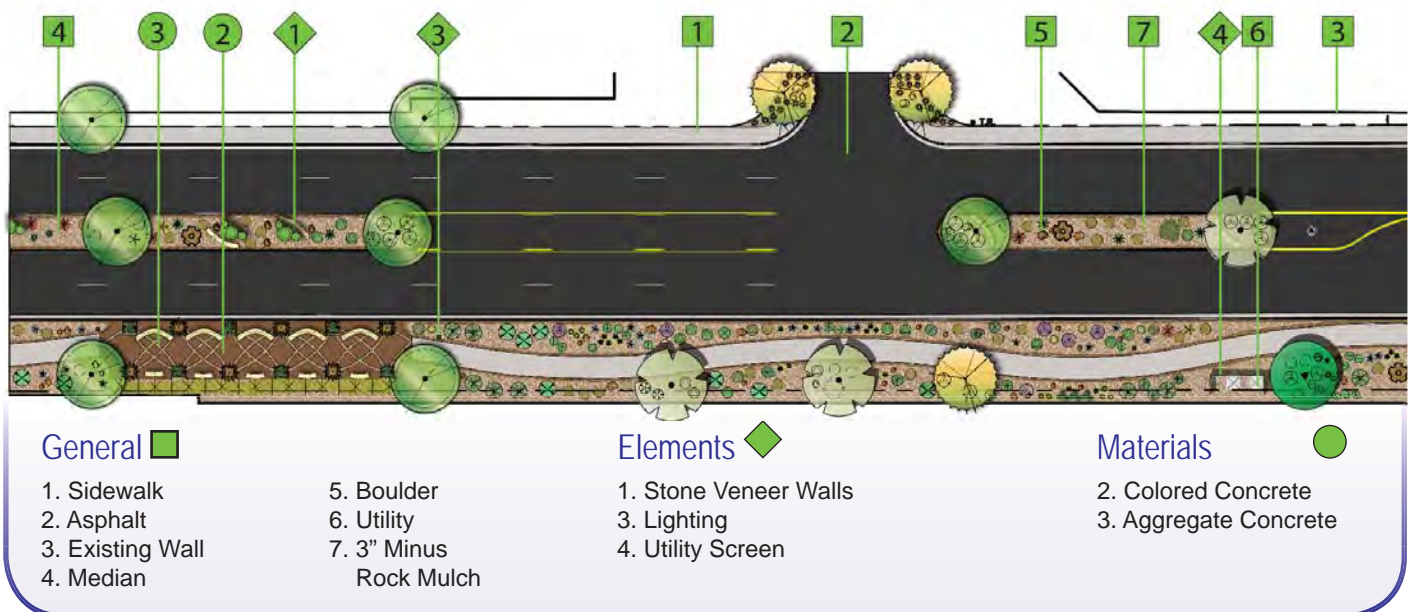 4 3 2 1 3 1 2 5 7 4 6 3
General
1. Sidewalk
2. Asphalt
3. Existing Wall
4. Median
5. Boulder
6. Utility
7. 3” Minus
Rock Mulch
Elements
1. Stone Veneer Walls
3. Lighting
4. Utility Screen
Materials
2. Colored Concrete
3. Aggregate Concrete